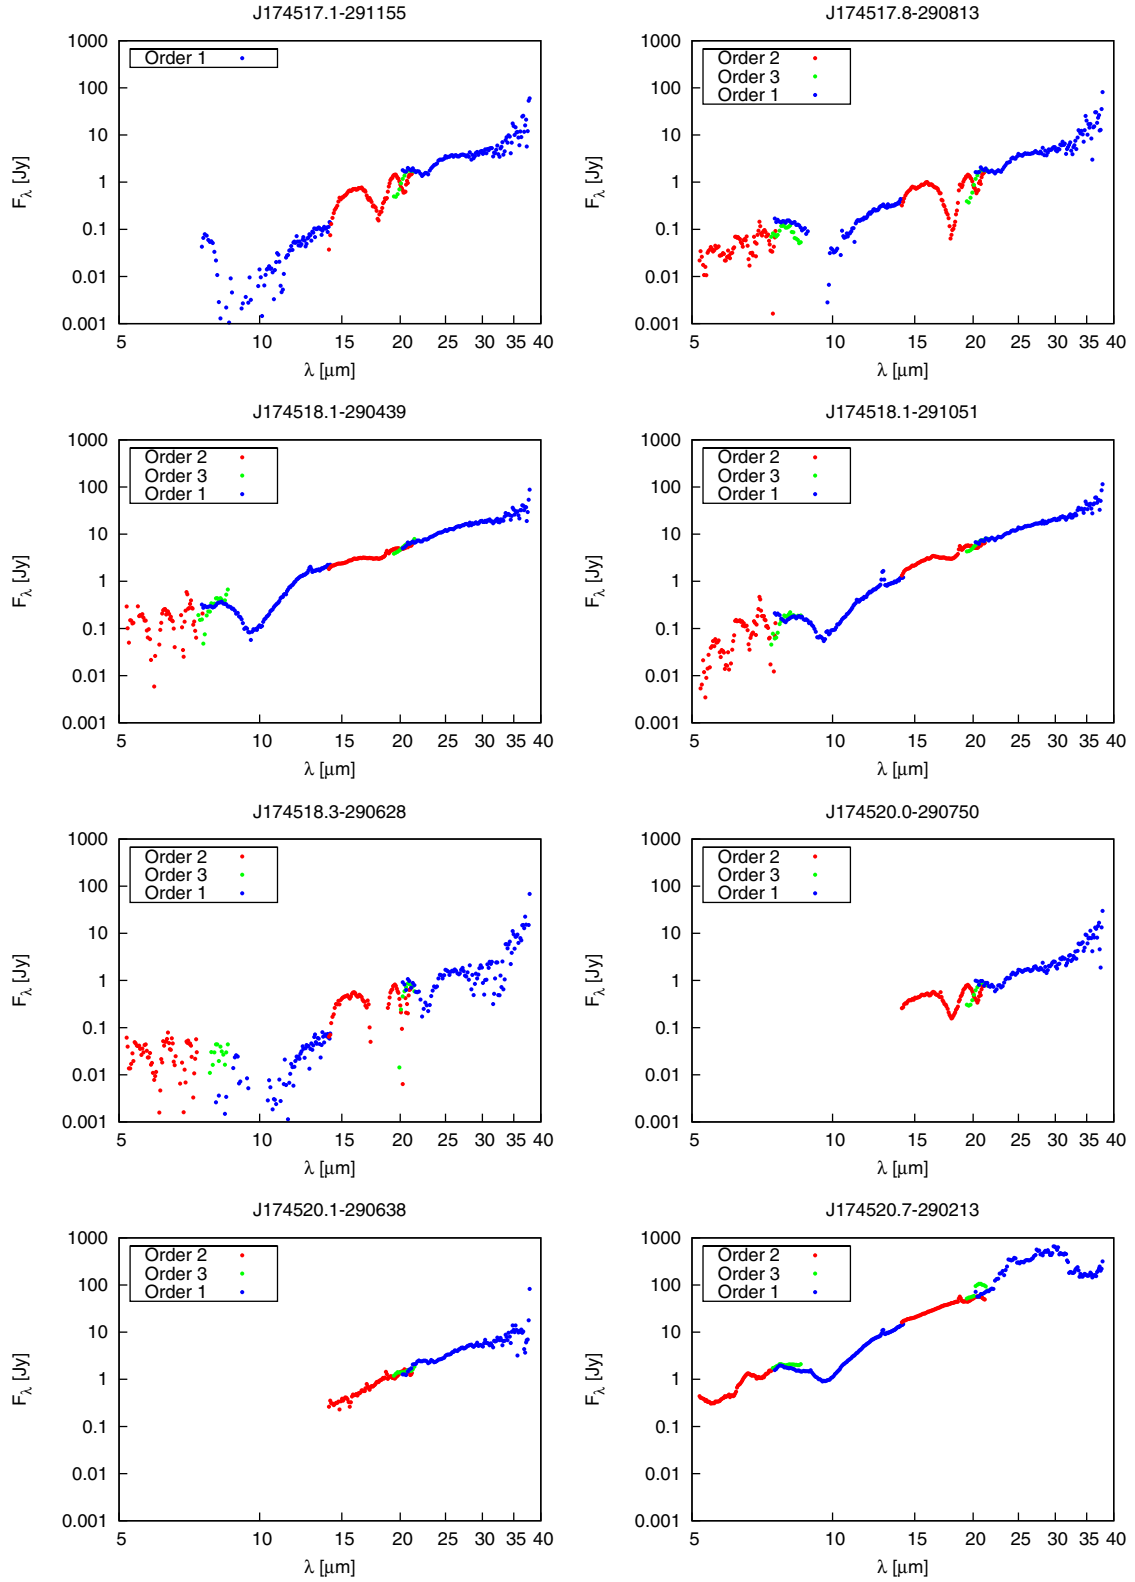 J174517.1-291155
Fλ [Jy]
1000
100
10
1
0.1
0.01
0.001
Order 1
5 10 15 20 25 30 35 40
λ [μm]
J174517.8-290813
Fλ [Jy]
1000
100
10
1
0.1
0.01
0.001
Order 2
Order 3
Order 1
5 10 15 20 25 30 35 40
λ [μm]
J174518.1-290439
Fλ [Jy]
1000
100
10
1
0.1
0.01
0.001
Order 2
Order 3
Order 1
5 10 15 20 25 30 35 40
λ [μm]
J174518.1-291051
Fλ [Jy]
1000
100
10
1
0.1
0.01
0.001
Order 2
Order 3
Order 1
5 10 15 20 25 30 35 40
λ [μm]
J174518.3-290628
Fλ [Jy]
1000
100
10
1
0.1
0.01
0.001
Order 2
Order 3
Order 1
5 10 15 20 25 30 35 40
λ [μm]
J174520.0-290750
Fλ [Jy]
1000
100
10
1
0.1
0.01
0.001
Order 2
Order 3
Order 1
5 10 15 20 25 30 35 40
λ [μm]
J174520.1-290638
Fλ [Jy]
1000
100
10
1
0.1
0.01
0.001
Order 2
Order 3
Order 1
5 10 15 20 25 30 35 40
λ [μm]
J174520.7-290213
Fλ [Jy]
1000
100
10
1
0.1
0.01
0.001
Order 2
Order 3
Order 1
5 10 15 20 25 30 35 40
λ [μm]